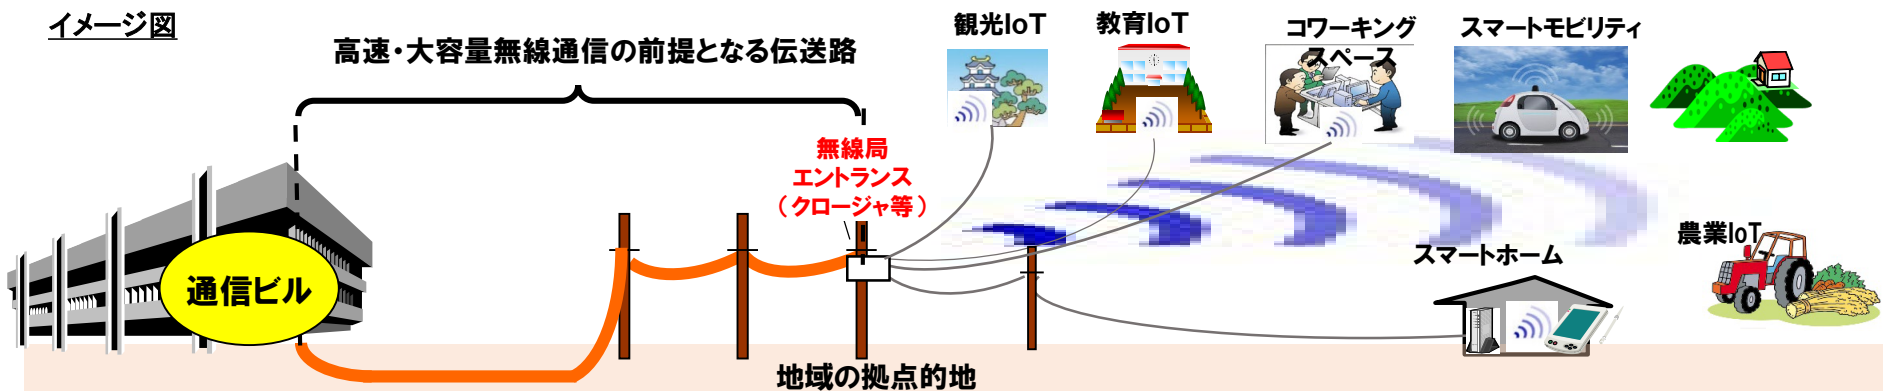 イメージ図
高速・大容量無線通信の前提となる伝送路
観光IoT
教育IoT
コワーキング
スペース
スマートモビリティ
無線局
エントランス
（クロージャ等）
通信ビル
スマートホーム
農業IoT
地域の拠点的地